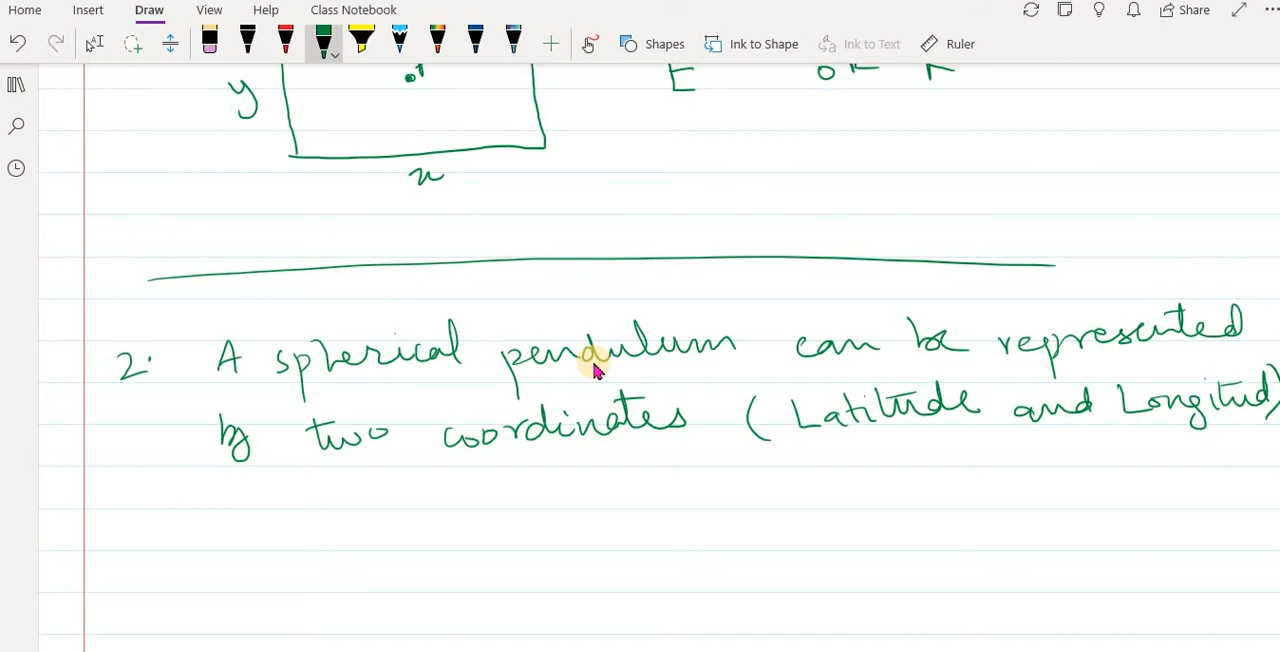 Home Insert Draw View Help Class Notebook Share
Shapes Ink to Shape Ink to Text Ruler
y
E
x
2. A spherical pendulum can be represented
by two coordinates (Latitude and Longitud)